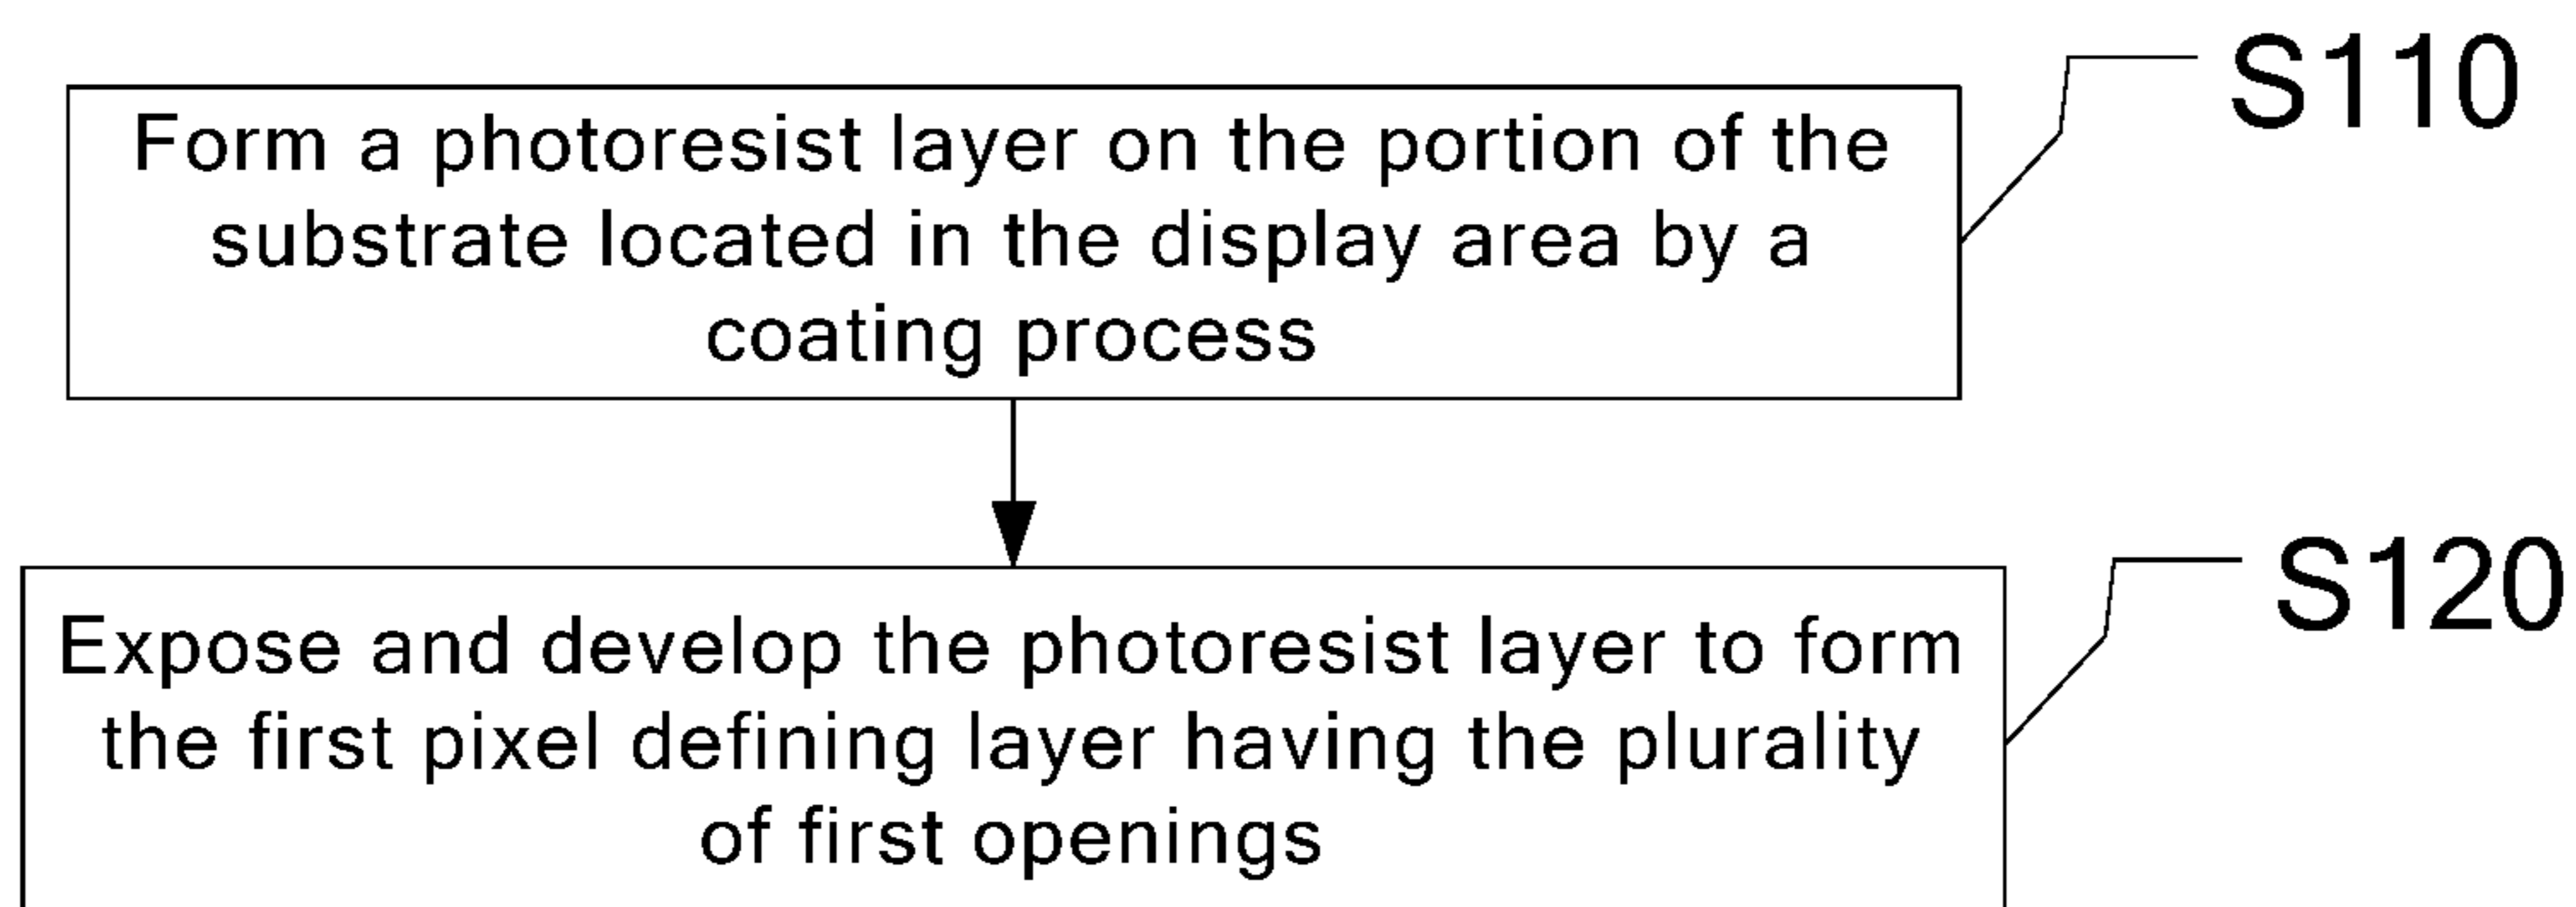 S110
Form a photoresist layer on the portion of the
substrate located in the display area by a
coating process
S120
Expose and develop the photoresist layer to form
the first pixel defining layer having the plurality
of first openings